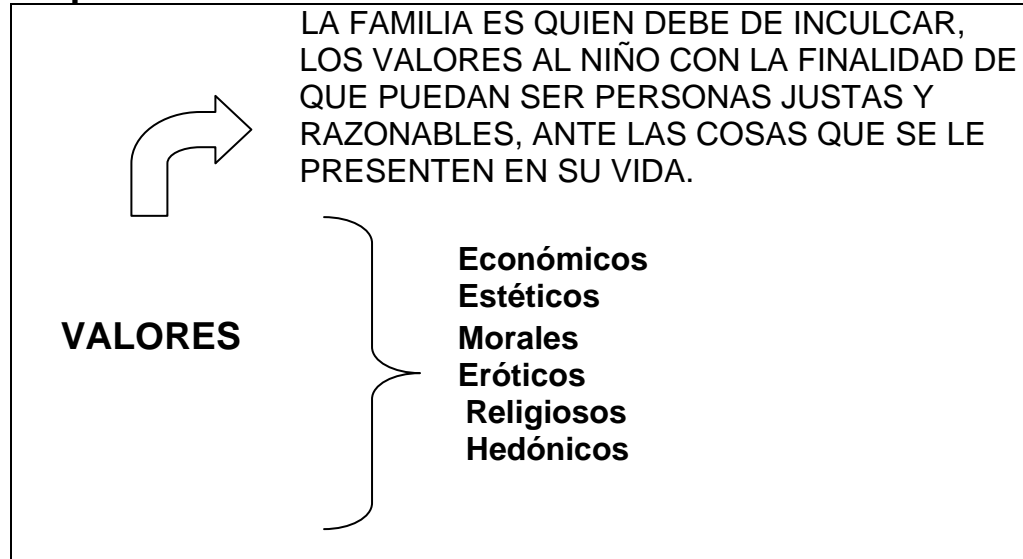 LA FAMILIA ES QUIEN DEBE DE INCULCAR,
LOS VALORES AL NIÑO CON LA FINALIDAD DE
QUE PUEDAN SER PERSONAS JUSTAS Y
RAZONABLES, ANTE LAS COSAS QUE SE LE
PRESENTEN EN SU VIDA.
VALORES
Económicos
Estéticos
Morales
Eróticos
Religiosos
Hedónicos